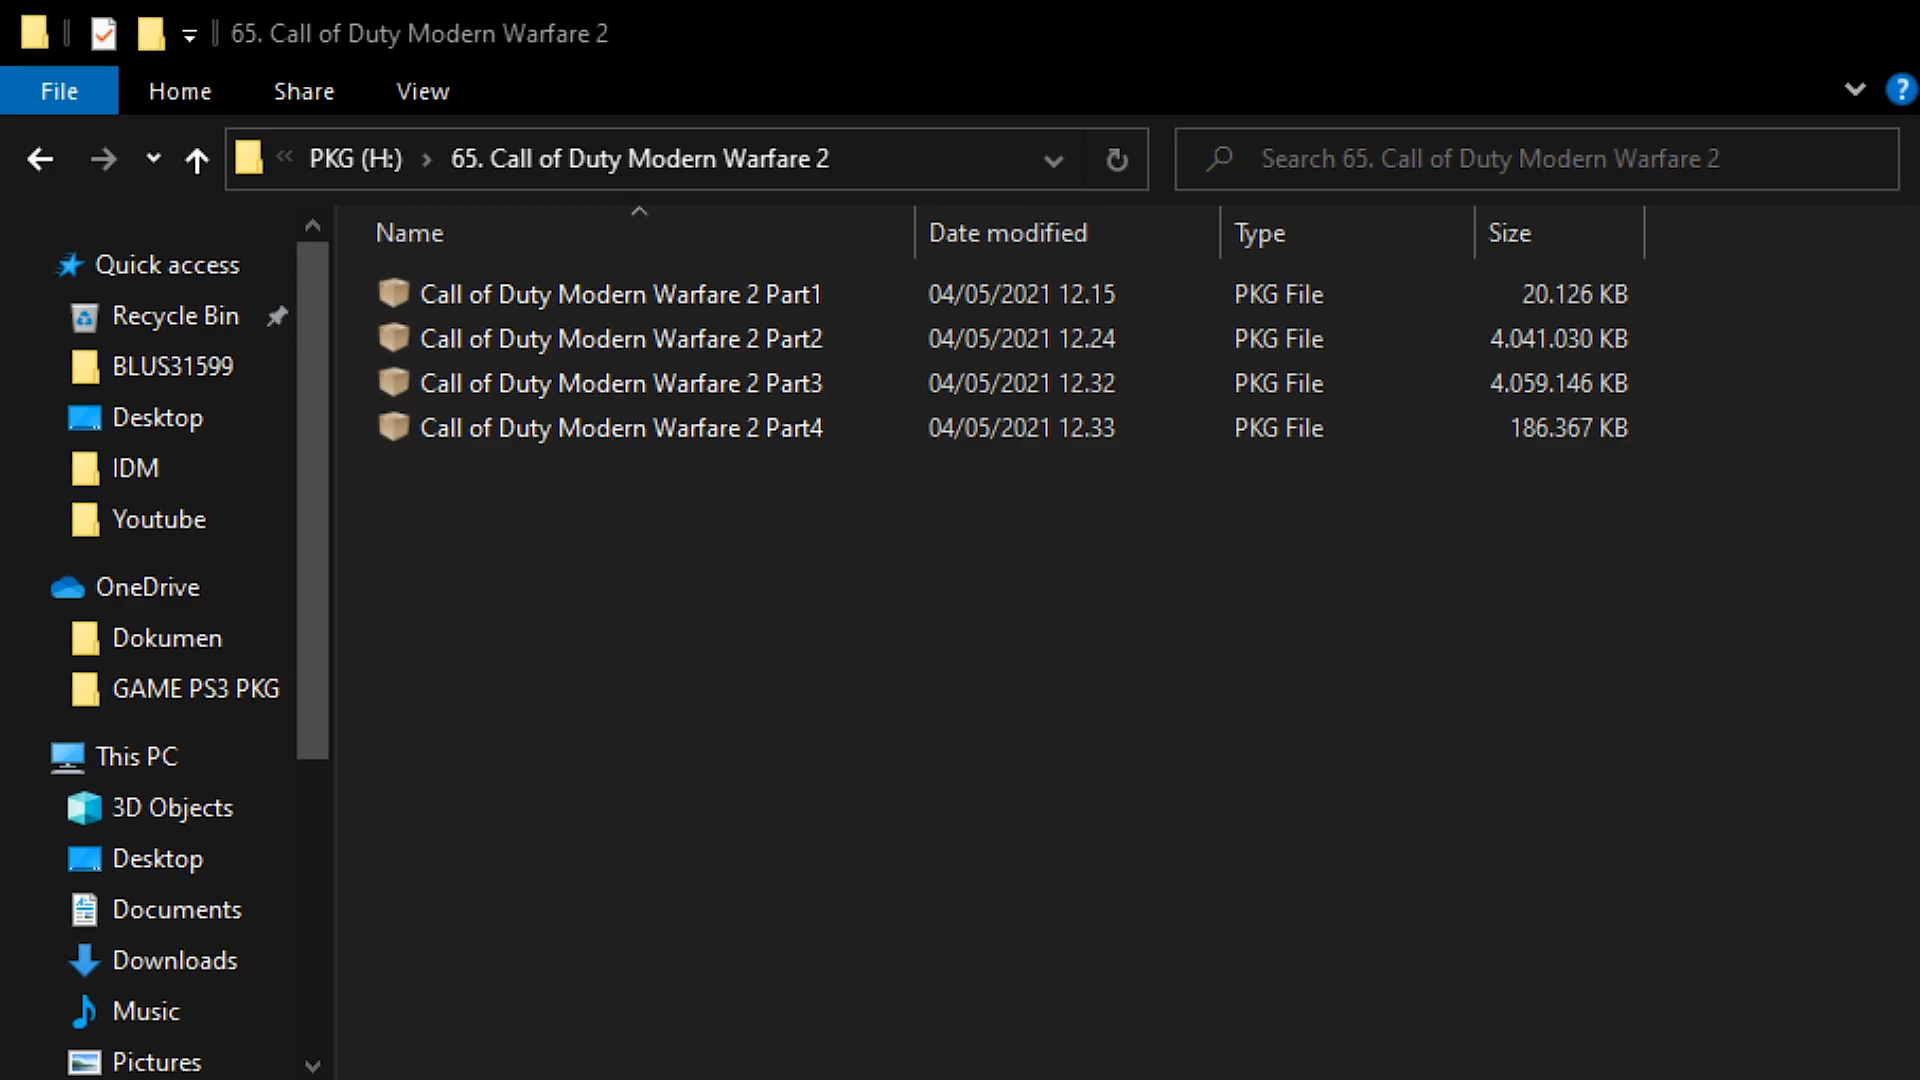 65. Call of Duty Modern Warfare 2
File Home Share View
PKG (H:) 65. Call of Duty Modern Warfare 2 Search 65. Call of Duty Modern Warfare 2
Name Date modified Type Size
Call of Duty Modern Warfare 2 Part1 04/05/2021 12.15 PKG File 20.126 KB
Call of Duty Modern Warfare 2 Part2 04/05/2021 12.24 PKG File 4.041.030 KB
Call of Duty Modern Warfare 2 Part3 04/05/2021 12.32 PKG File 4.059.146 KB
Call of Duty Modern Warfare 2 Part4 04/05/2021 12.33 PKG File 186.367 KB
Quick access
Recycle Bin
BLUS31599
Desktop
IDM
Youtube
OneDrive
Dokumen
GAME PS3 PKG
This PC
3D Objects
Desktop
Documents
Downloads
Music
Pictures